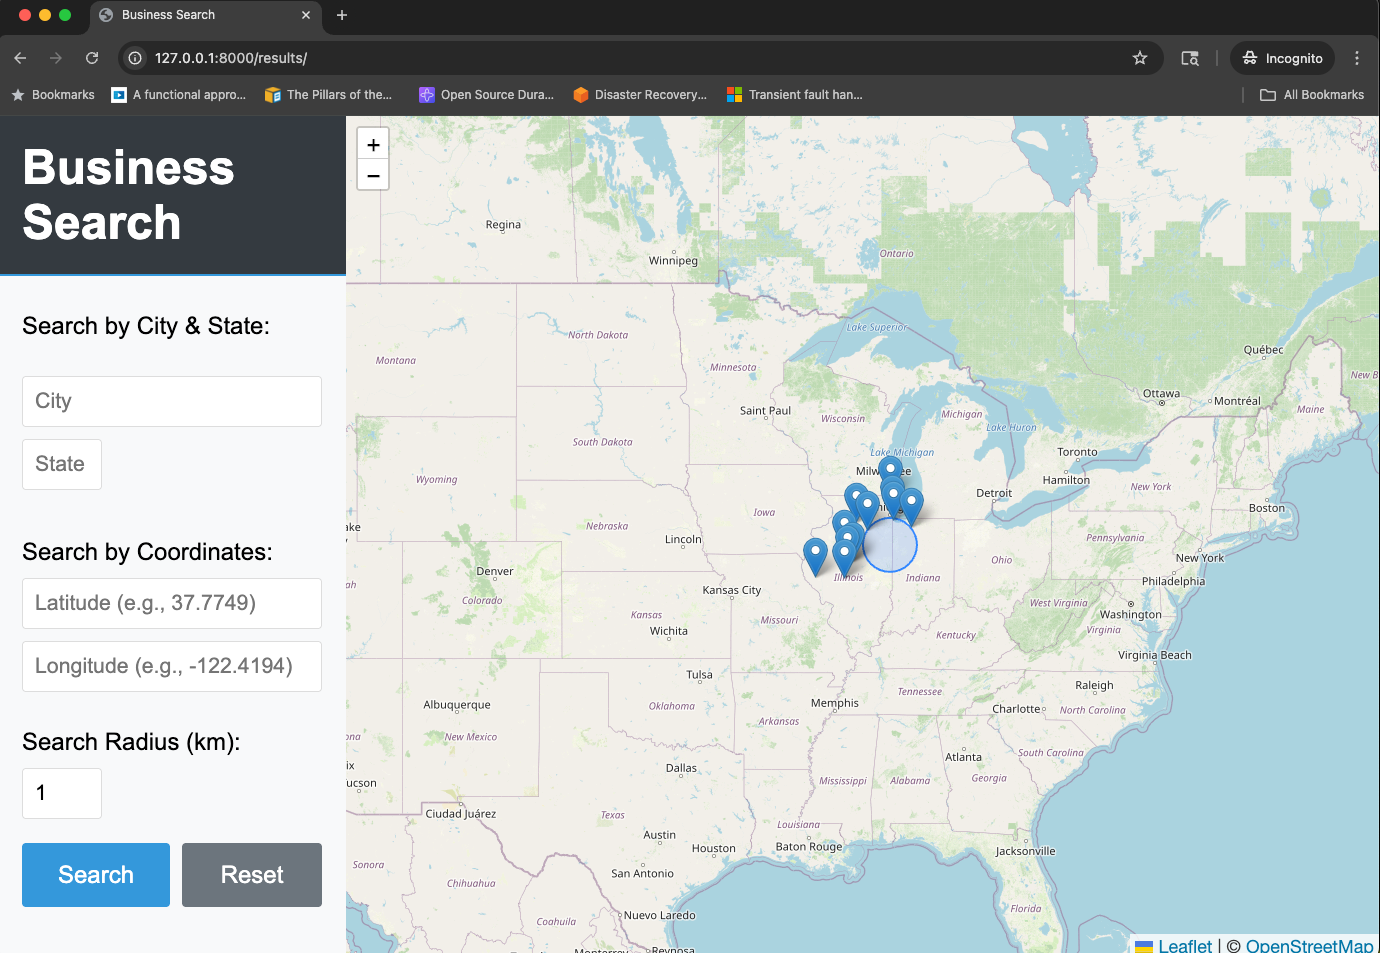 Business Search
127.0.0.1:8000/results/
Incognito
Bookmarks
A functional appro...
The Pillars of the...
Open Source Dura...
Disaster Recovery...
Transient fault han...
All Bookmarks
Business
Search
Search by City & State:
City
State
Search by Coordinates:
Latitude (e.g., 37.7749)
Longitude (e.g., -122.4194)
Search Radius (km):
1
Search
Reset
+
−
Regina
Winnipeg
Ontario
Lake Superior
North Dakota
Montana
Minnesota
Québec
New B
Ottawa
Montréal
Maine
Saint Paul
Wisconsin
Michigan
Lake Huron
South Dakota
Lake Michigan
Toronto
Milw
ee
Hamilton
Wyoming
Detroit
New York
Boston
Iowa
Nebraska
ke
Lincoln
Pennsylvania
New York
Ohio
Denver
Illinois
Indiana
Philadelphia
ah
Colorado
Kansas City
West Virginia
Washington
Kansas
Missouri
Wichita
Virginia
Kentucky
Virginia Beach
Tulsa
Raleigh
Tennessee
Albuquerque
Oklahoma
Memphis
Charlotte
North Carolina
Arkansas
ona
New Mexico
South Carolina
Atlanta
ix
Dallas
ucson
Mississippi
Alabama
Georgia
Ciudad Juárez
Texas
Louisiana
Austin
Houston
Baton Rouge
Jacksonville
Sonora
San Antonio
Chihuahua
Florida
Coahuila
Nuevo Laredo
Monterrey
Reynosa
Leaflet | © OpenStreetMap